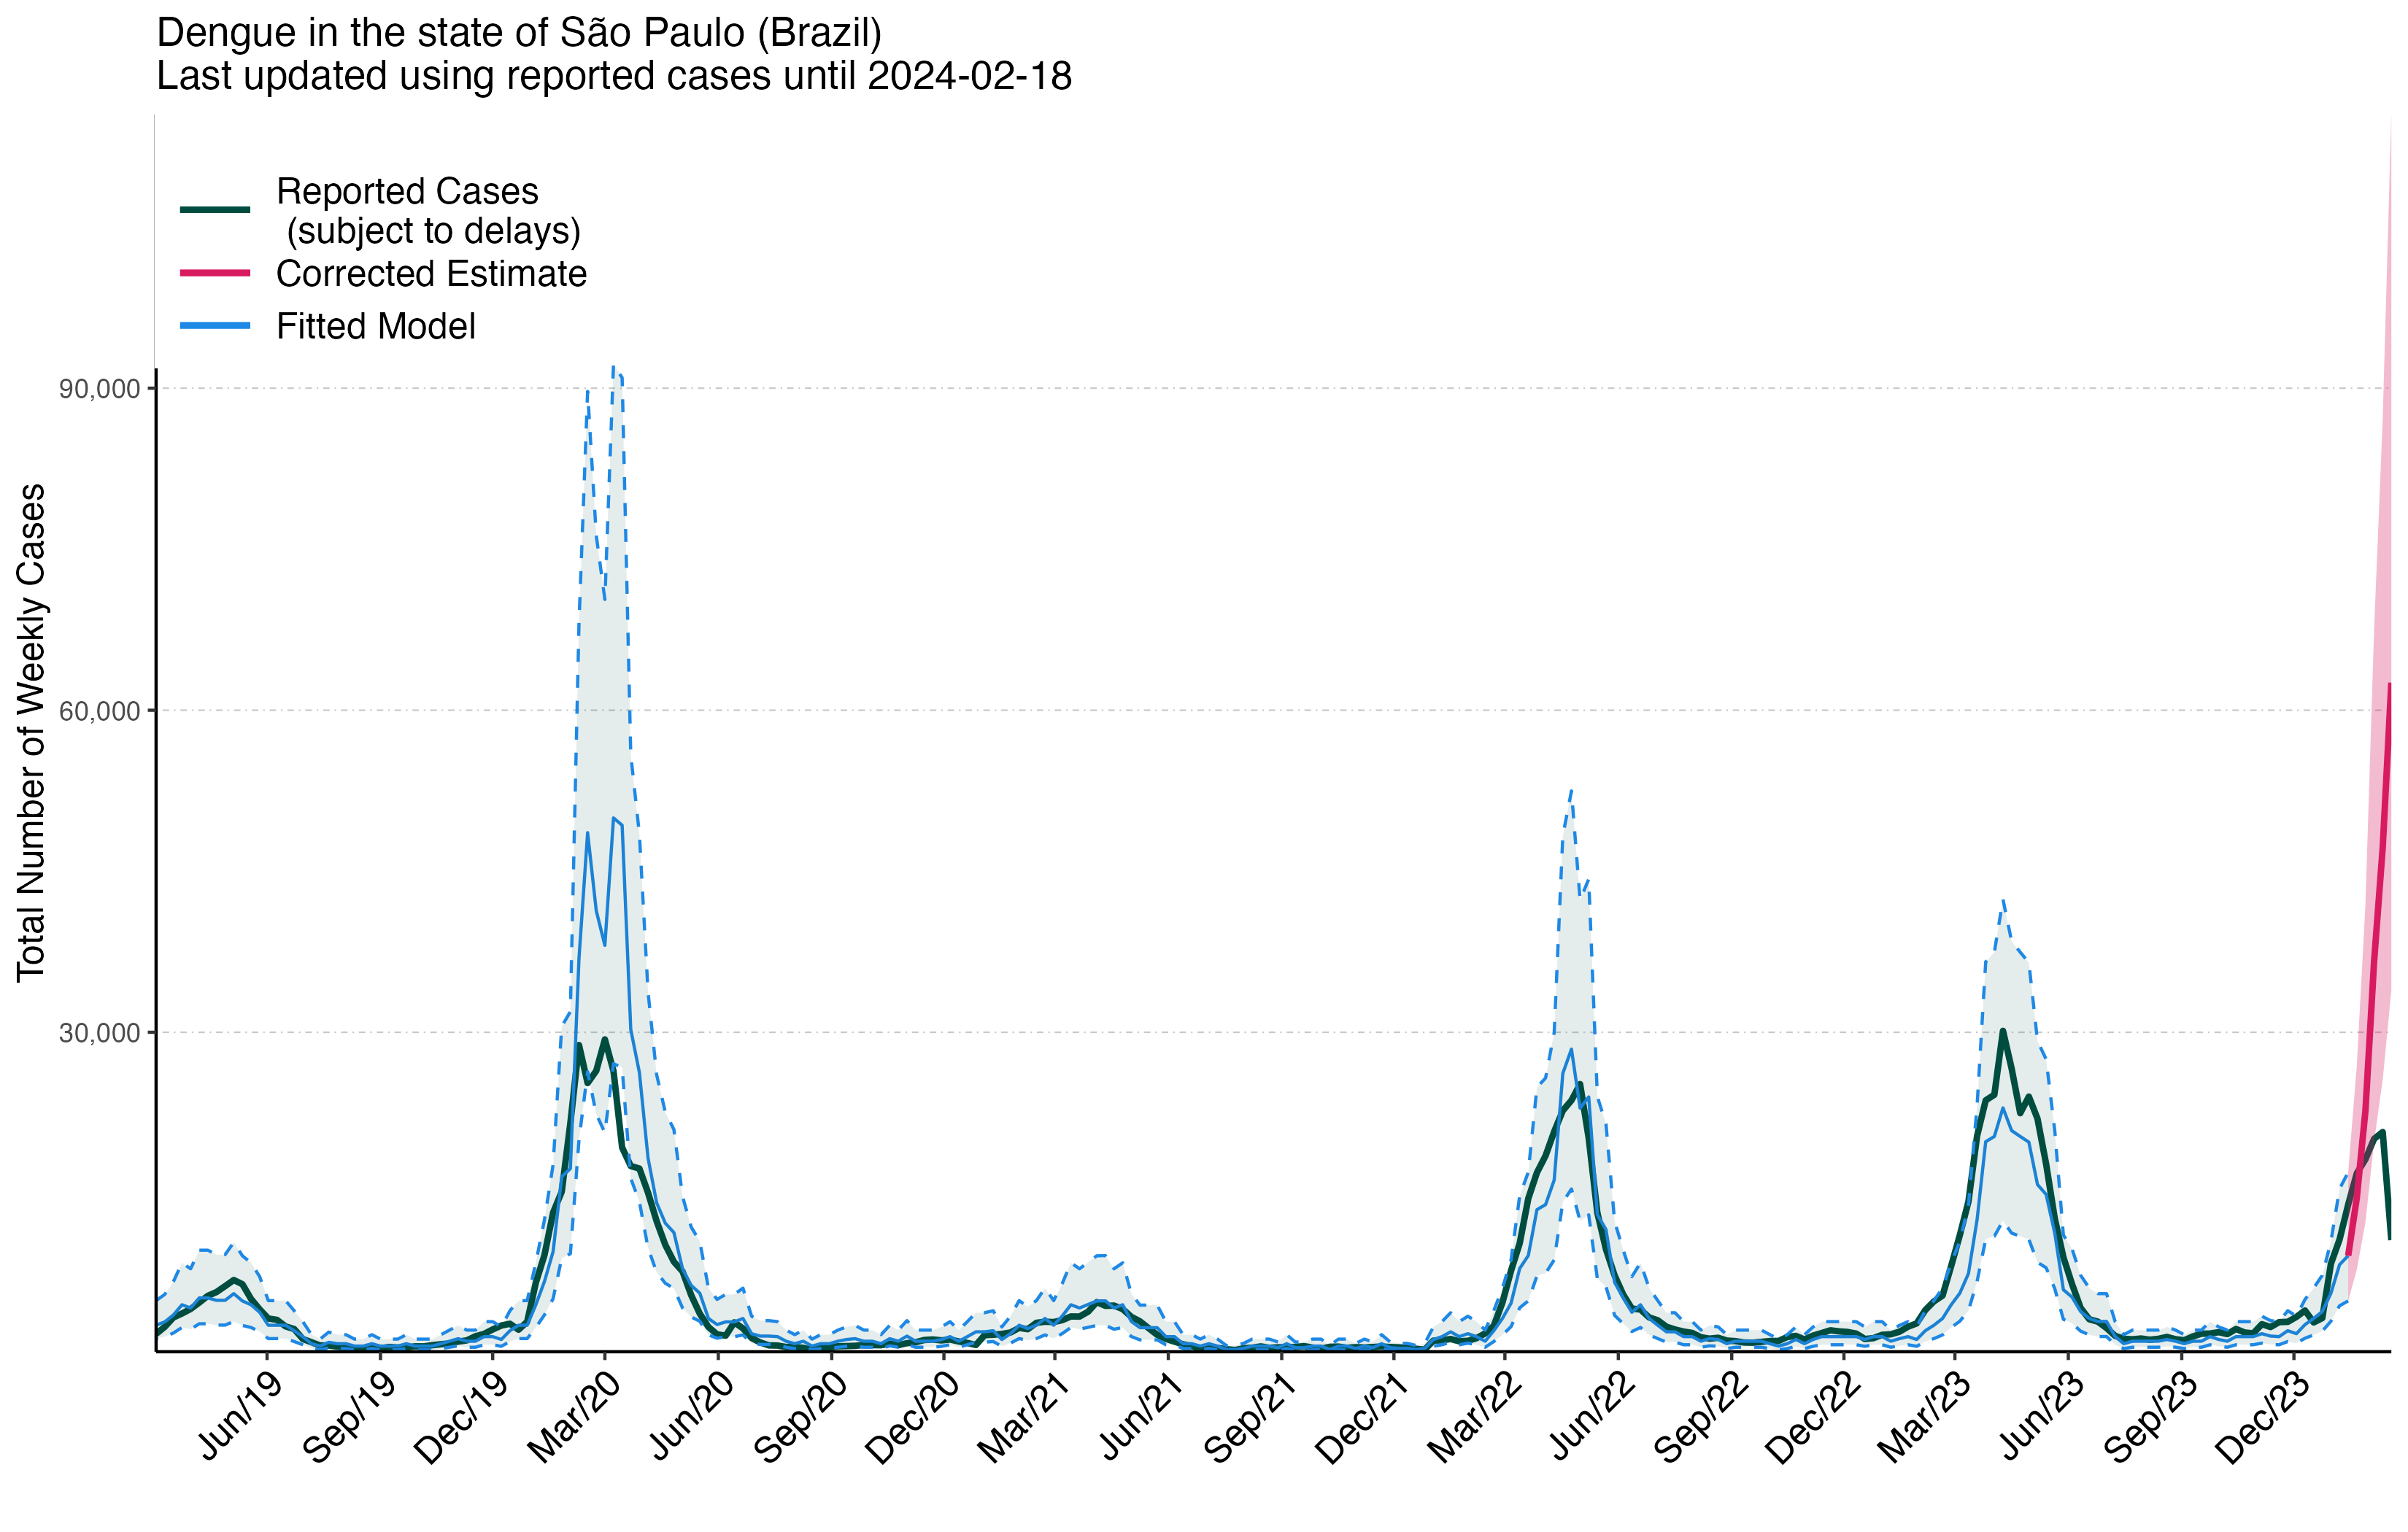 Dengue in the state of São Paulo (Brazil)
Last updated using reported cases until 2024-02-18
Reported Cases
(subject to delays)
Corrected Estimate
Fitted Model
Total Number of Weekly Cases
90,000
60,000
30,000
Jun/19
Sep/19
Dec/19
Mar/20
Jun/20
Sep/20
Dec/20
Mar/21
Jun/21
Sep/21
Dec/21
Mar/22
Jun/22
Sep/22
Dec/22
Mar/23
Jun/23
Sep/23
Dec/23